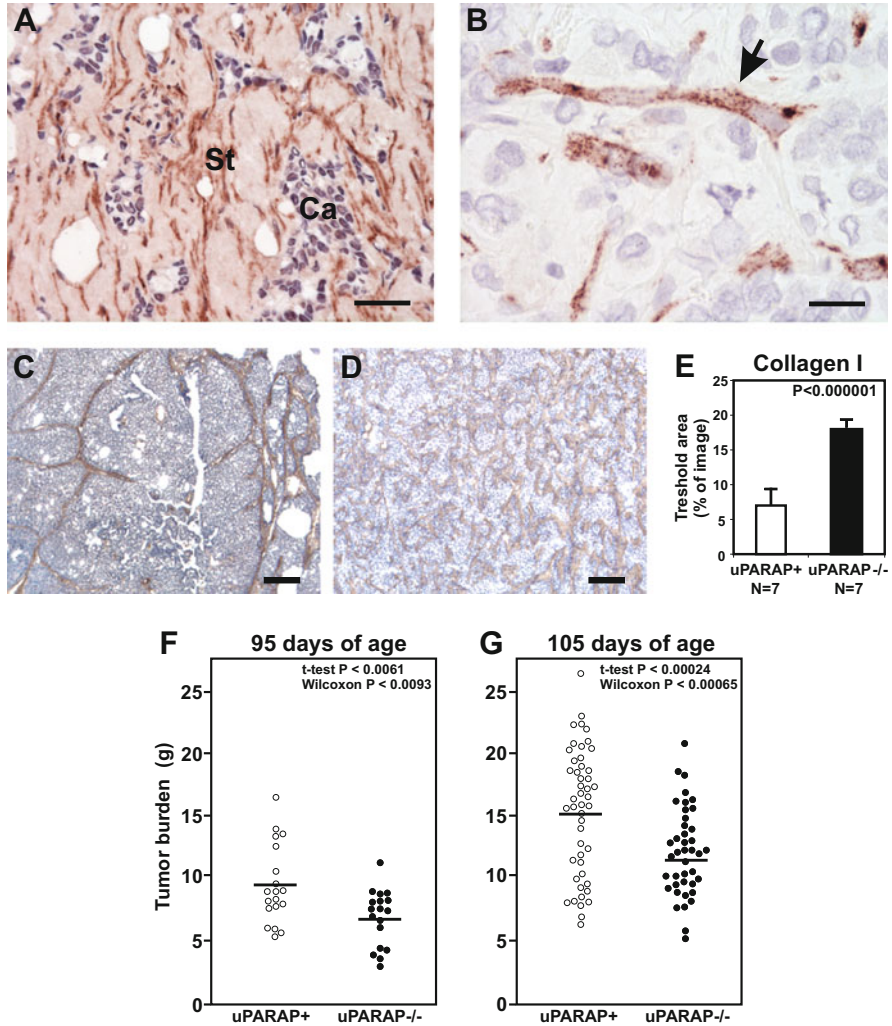 A
St
Ca
B
C
D
E
Collagen I
P<0.000001
Treshold area
(% of image)
25
20
15
10
5
0
uPARAP+
N=7
uPARAP-/-
N=7
F
95 days of age
t-test P < 0.0061
Wilcoxon P < 0.0093
Tumor burden (g)
25
20
15
10
5
0
uPARAP+
uPARAP-/-
G
105 days of age
t-test P < 0.00024
Wilcoxon P < 0.00065
25
20
15
10
5
0
uPARAP+
uPARAP-/-